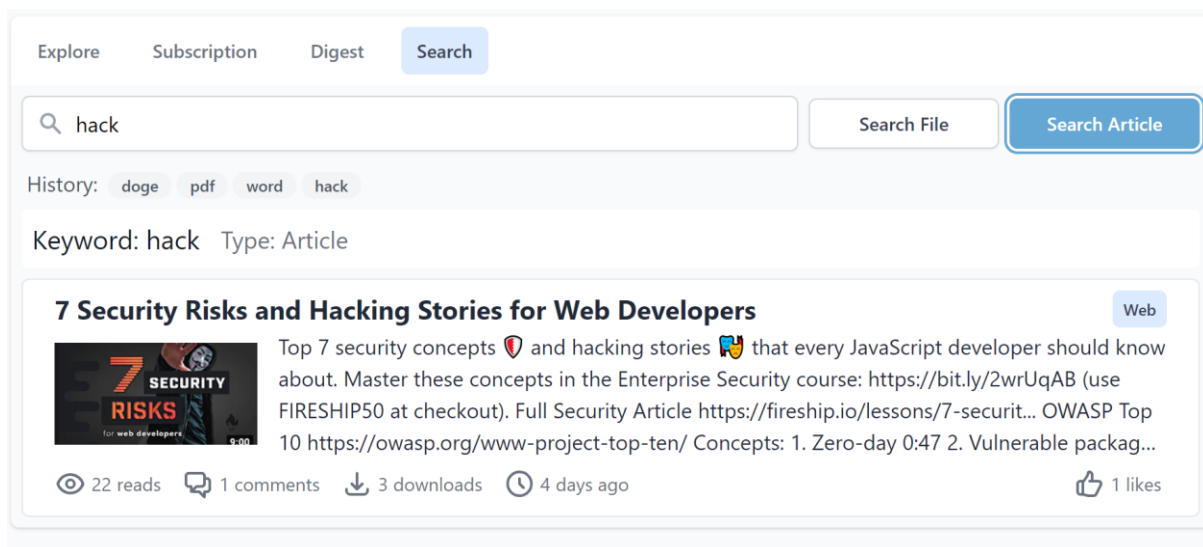 Explore Subscription Digest Search
hack Search File Search Article
History: doge pdf word hack
Keyword: hack Type: Article
7 Security Risks and Hacking Stories for Web Developers Web
7 SECURITY
RISKS
for web developers
9:00
Top 7 security concepts and hacking stories that every JavaScript developer should know
about. Master these concepts in the Enterprise Security course: https://bit.ly/2wrUqAB (use
FIRESHIP50 at checkout). Full Security Article https://fireship.io/lessons/7-securit... OWASP Top
10 https://owasp.org/www-project-top-ten/ Concepts: 1. Zero-day 0:47 2. Vulnerable packag...
22 reads 1 comments 3 downloads 4 days ago 1 likes